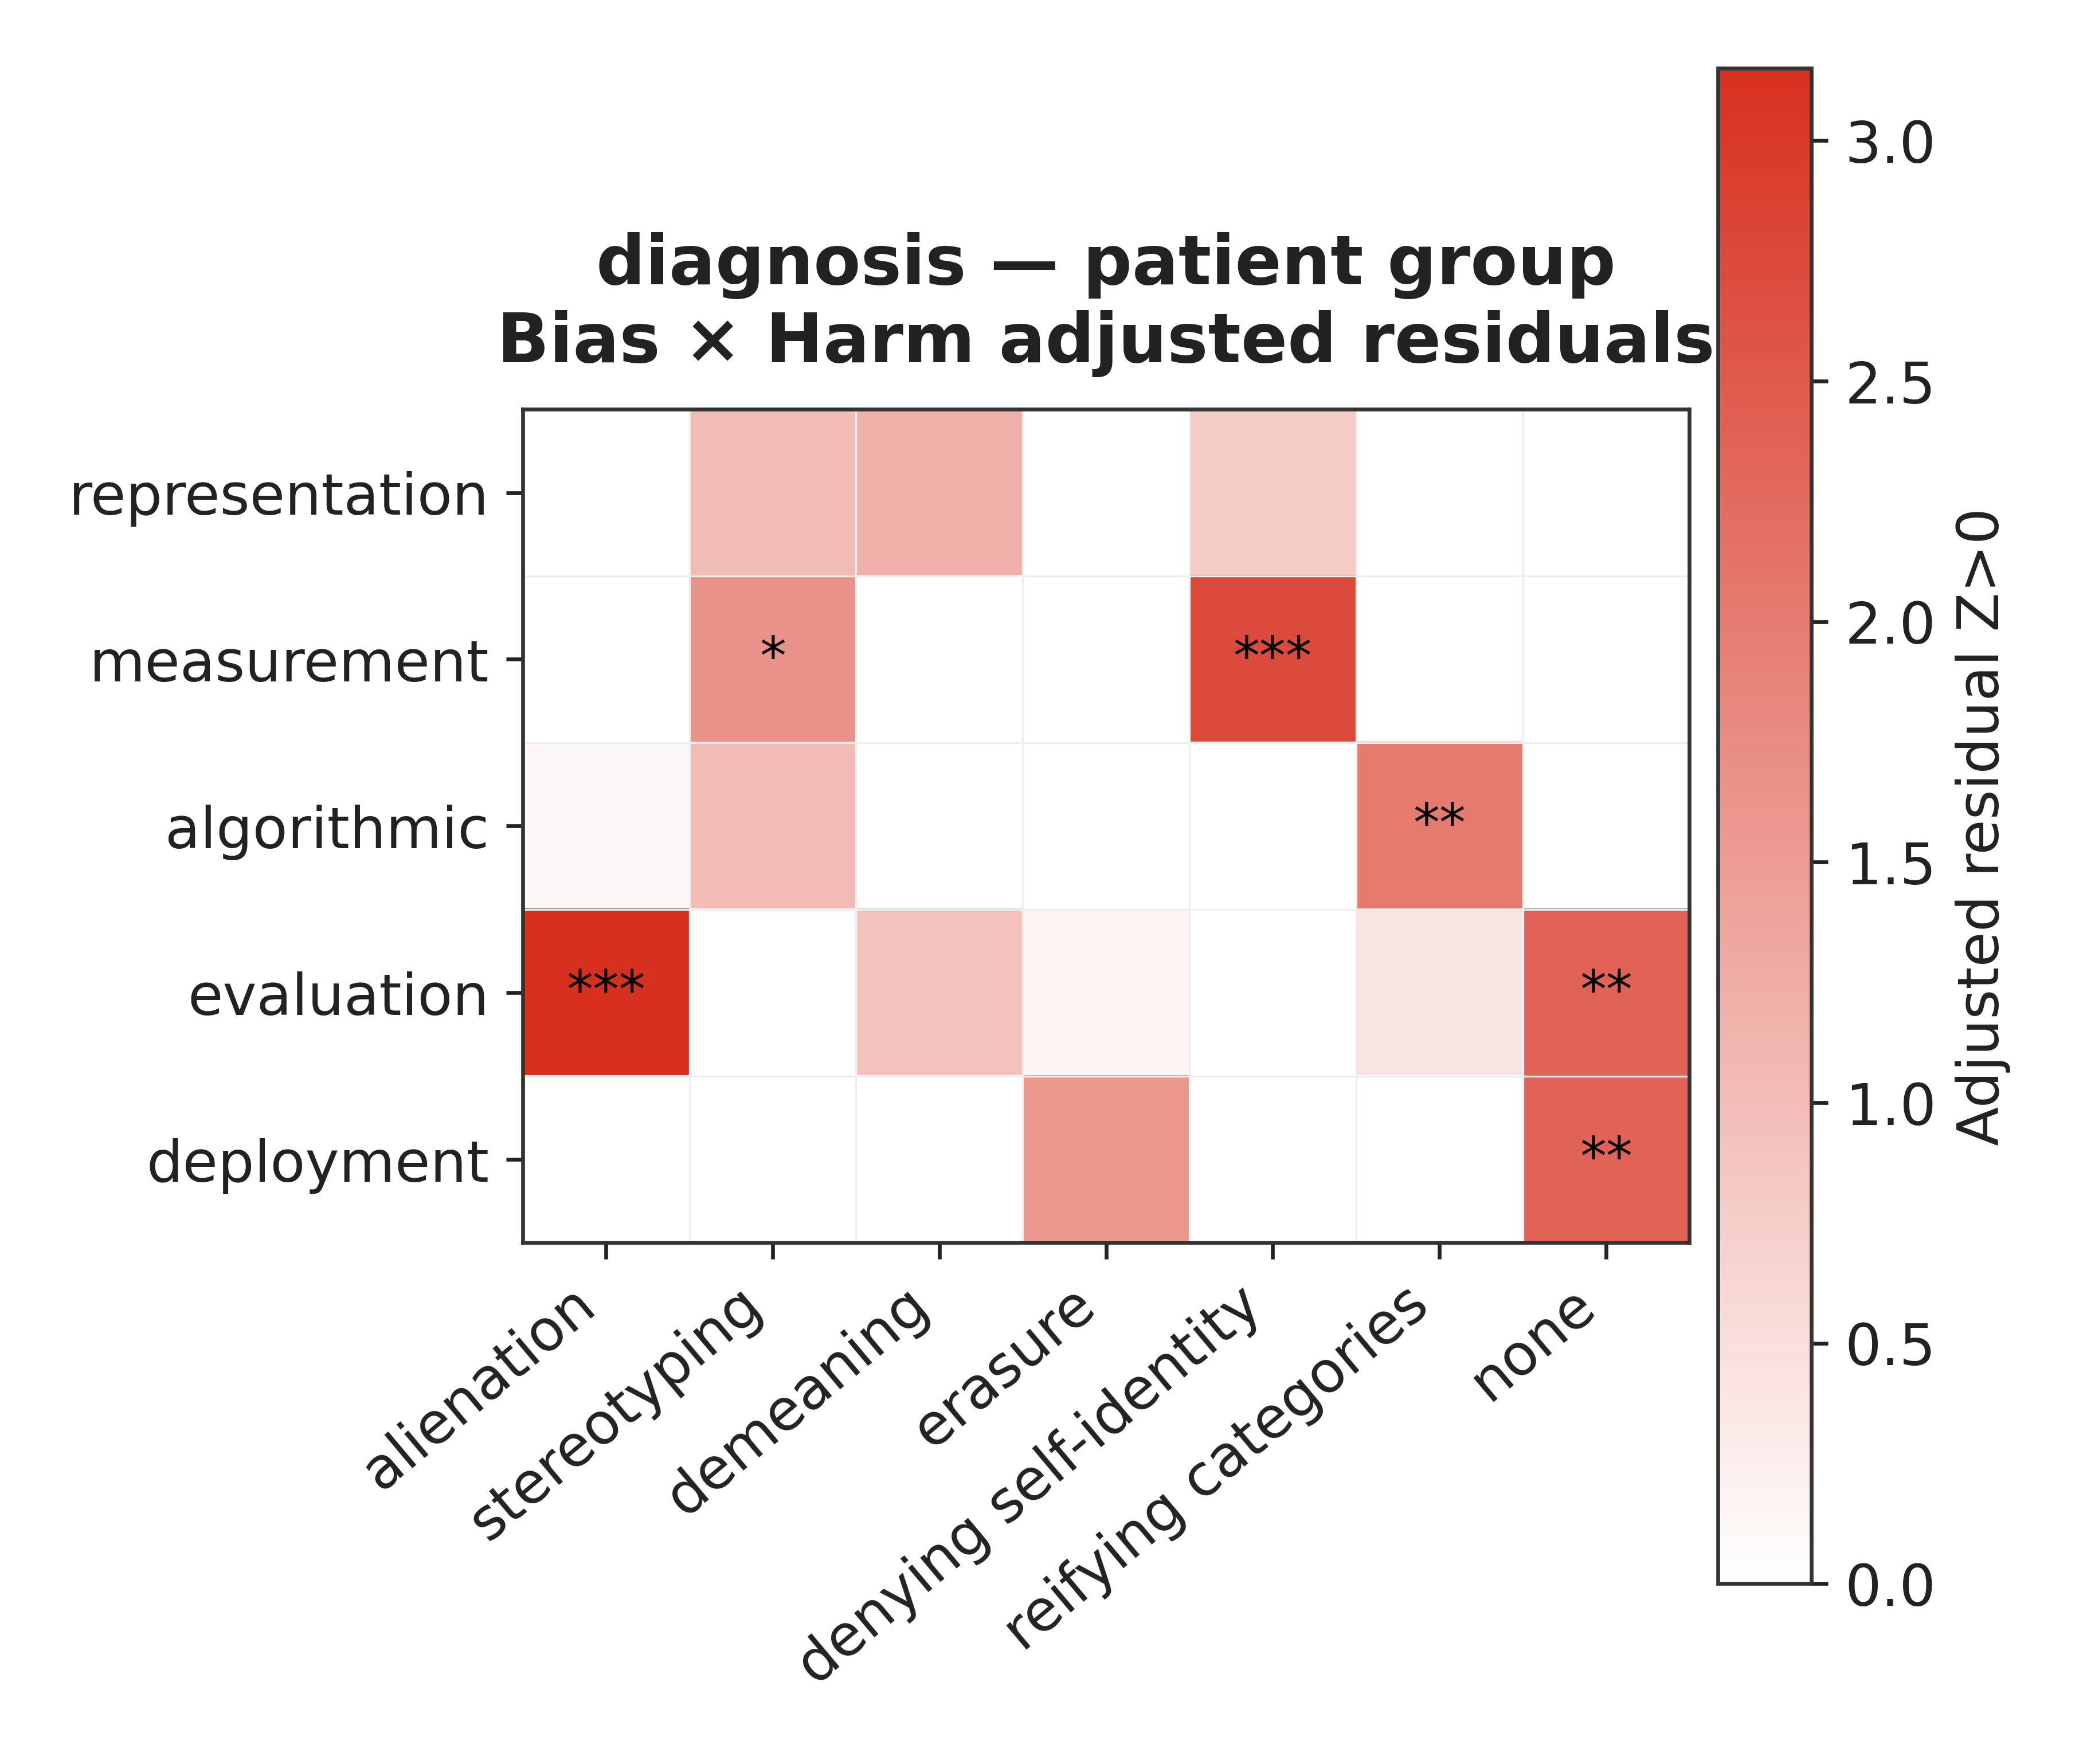 diagnosis — patient group
Bias × Harm adjusted residuals
representation
measurement
algorithmic
evaluation
deployment
*
***
**
***
**
**
alienation
stereotyping
demeaning
erasure
denying self-identity
reifying categories
none
3.0
2.5
2.0
1.5
1.0
0.5
0.0
Adjusted residual Z>0